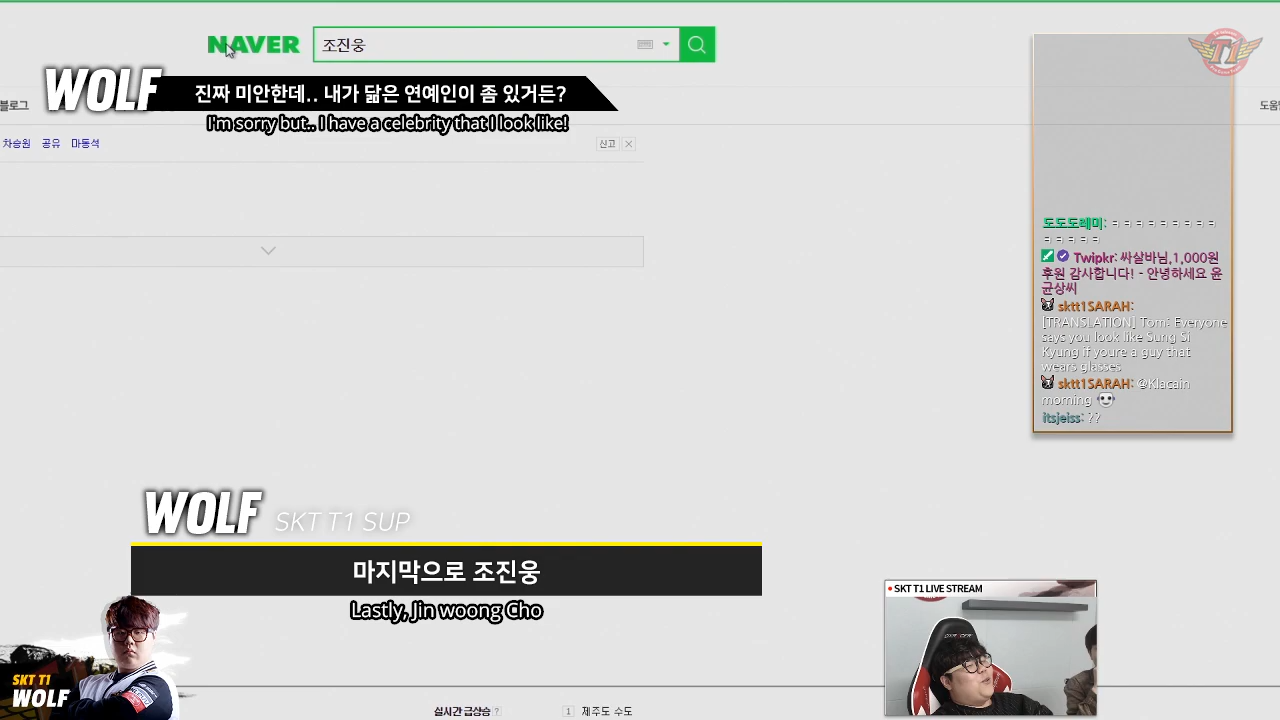 NAVER
조진웅
T1
WOLF
진짜 미안한데.. 내가 닮은 연예인이 좀 있거든?
I'm sorry but.. I have a celebrity that I look like!
블로그
도움말
차승원 공유 마동석
신고
도도도레미: ㅋㅋㅋㅋㅋㅋㅋㅋㅋ
ㅋㅋㅋㅋㅋ
Twipkr: 싸살바님,1,000원
후원 감사합니다! - 안녕하세요 윤
균상씨
sktt1SARAH:
[TRANSLATION] Tom: Everyone
says you look like Sung Si
Kyung if youre a guy that
wears glasses
sktt1SARAH: @Klacain
morning
itsjeiss: ??
WOLF SKT T1 SUP
마지막으로 조진웅
Lastly, Jin woong Cho
SKT T1 LIVE STREAM
SKT T1
WOLF
실시간 급상승 ?
1 제주도 수도